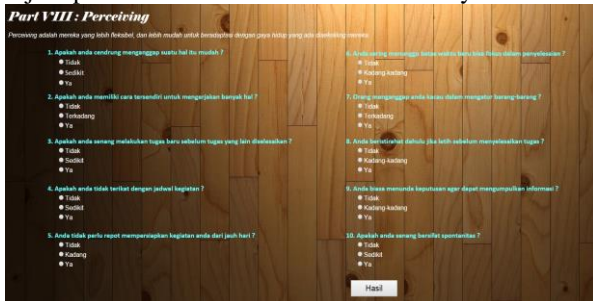 Part VIII : Perceiving
Perceiving adalah mereka yang lebih fleksibel, dan lebih mudah untuk beradaptasi dengan gaya hidup yang ada disekeliling mereka
1. Apakah anda cendrung menganggap suatu hal itu mudah ?
Tidak
Sedikit
Ya
2. Apakah anda memiliki cara tersendiri untuk mengerjakan banyak hal ?
Tidak
Terkadang
Ya
3. Apakah anda senang melakukan tugas baru sebelum tugas yang lain diselesaikan ?
Tidak
Sedikit
Ya
4. Apakah anda tidak terikat dengan jadwal kegiatan ?
Tidak
Sedikit
Ya
5. Anda tidak perlu repot mempersiapkan kegiatan anda dari jauh hari ?
Tidak
Kadang
Ya
6. Anda sering menunggu batas waktu baru bisa fokus dalam penyelesaian ?
Tidak
Kadang-kadang
Ya
7. Orang menganggap anda kacau dalam mengatur barang-barang ?
Tidak
Terkadang
Ya
8. Anda beristirahat dahulu jika letih sebelum menyelesaikan tugas ?
Tidak
Kadang-kadang
Ya
9. Anda biasa menunda keputusan agar dapat mengumpulkan informasi ?
Tidak
Kadang-kadang
Ya
10. Apakah anda senang bersifat spontanitas ?
Tidak
Sedikit
Ya
Hasil